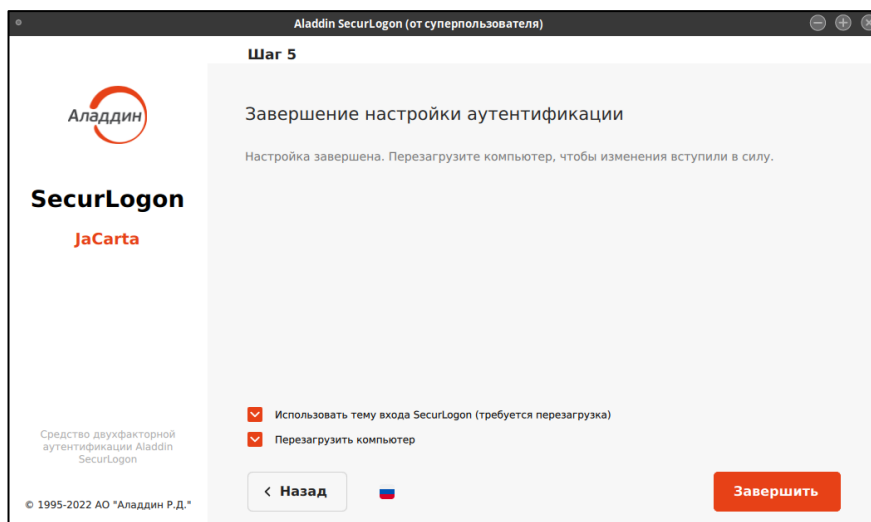 Aladdin SecurLogon (от суперпользователя)
Шаг 5
Аладдин
SecurLogon
JaCarta
Завершение настройки аутентификации
Настройка завершена. Перезагрузите компьютер, чтобы изменения вступили в силу.
Использовать тему входа SecurLogon (требуется перезагрузка)
Перезагрузить компьютер
Средство двухфакторной
аутентификации Aladdin
SecurLogon
© 1995-2022 АО "Аладдин Р.Д."
Назад
Завершить